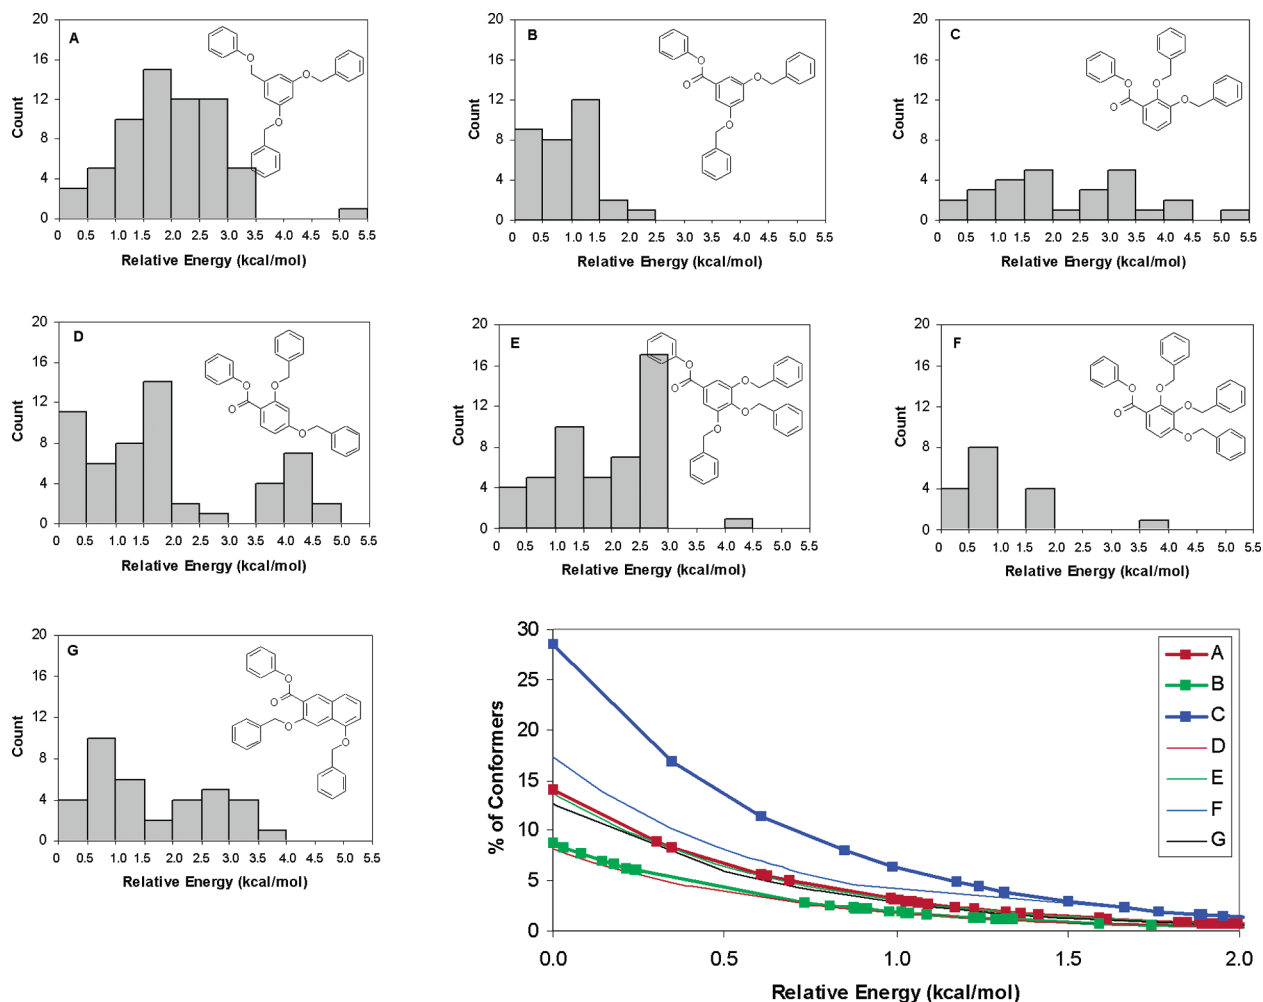 A
20
16
12
8
4
0
Count
0 0.5 1.0 1.5 2.0 2.5 3.0 3.5 4.0 4.5 5.0 5.5
Relative Energy (kcal/mol)
O
O
O
B
20
16
12
8
4
0
Count
0 0.5 1.0 1.5 2.0 2.5 3.0 3.5 4.0 4.5 5.0 5.5
Relative Energy (kcal/mol)
O
O
O
O
C
20
16
12
8
4
0
Count
0 0.5 1.0 1.5 2.0 2.5 3.0 3.5 4.0 4.5 5.0 5.5
Relative Energy (kcal/mol)
O
O
O
O
D
20
16
12
8
4
0
Count
0 0.5 1.0 1.5 2.0 2.5 3.0 3.5 4.0 4.5 5.0 5.5
Relative Energy (kcal/mol)
O
O
O
O
E
20
16
12
8
4
0
Count
0 0.5 1.0 1.5 2.0 2.5 3.0 3.5 4.0 4.5 5.0 5.5
Relative Energy (kcal/mol)
O
O
O
O
O
F
20
16
12
8
4
0
Count
0 0.5 1.0 1.5 2.0 2.5 3.0 3.5 4.0 4.5 5.0 5.5
Relative Energy (kcal/mol)
O
O
O
O
O
G
20
16
12
8
4
0
Count
0 0.5 1.0 1.5 2.0 2.5 3.0 3.5 4.0 4.5 5.0 5.5
Relative Energy (kcal/mol)
O
O
O
O
30
25
20
15
10
5
0
% of Conformers
0.0 0.5 1.0 1.5 2.0
Relative Energy (kcal/mol)
A
B
C
D
E
F
G